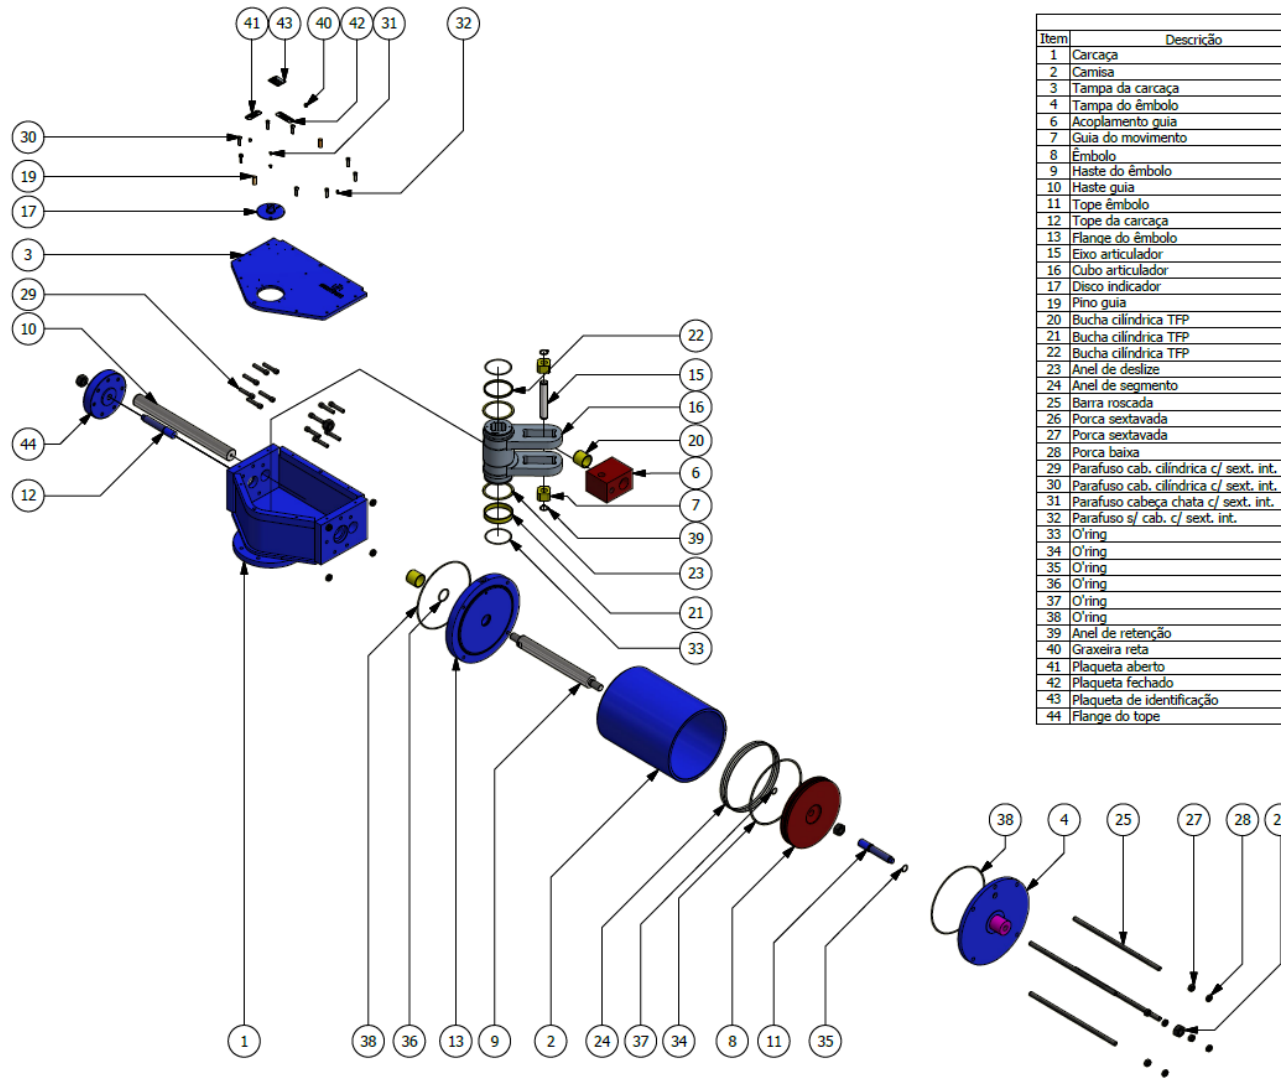 41 43 40 42 31 32
30
19
17
3
29
10
44
12
22
15
16
20
6
7
39
23
21
33
38 4 25 27 28 2
1 38 36 13 9 2 24 37 34 8 11 35
Item Descrição
1 Carcaça
2 Camisa
3 Tampa da carcaça
4 Tampa do êmbolo
6 Acoplamento guia
7 Guia do movimento
8 Êmbolo
9 Haste do êmbolo
10 Haste guia
11 Tope êmbolo
12 Tope da carcaça
13 Flange do êmbolo
15 Eixo articulador
16 Cubo articulador
17 Disco indicador
19 Pino guia
20 Bucha cilíndrica TFP
21 Bucha cilíndrica TFP
22 Bucha cilíndrica TFP
23 Anel de deslize
24 Anel de segmento
25 Barra roscada
26 Porca sextavada
27 Porca sextavada
28 Porca baixa
29 Parafuso cab. cilíndrica c/ sext. int.
30 Parafuso cab. cilíndrica c/ sext. int.
31 Parafuso cabeça chata c/ sext. int.
32 Parafuso s/ cab. c/ sext. int.
33 O'ring
34 O'ring
35 O'ring
36 O'ring
37 O'ring
38 O'ring
39 Anel de retenção
40 Graxeira reta
41 Plaqueta aberto
42 Plaqueta fechado
43 Plaqueta de identificação
44 Flange do tope